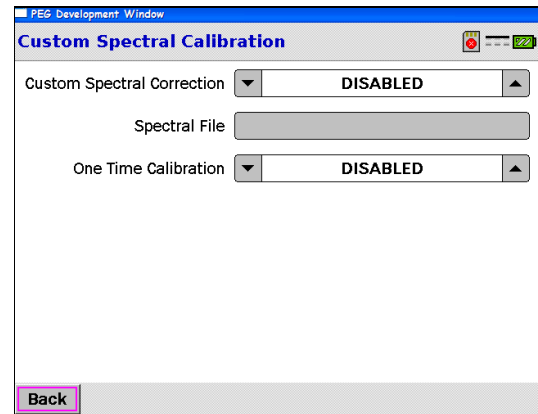 PEG Development Window
Custom Spectral Calibration
Custom Spectral Correction DISABLED
Spectral File
One Time Calibration DISABLED
Back